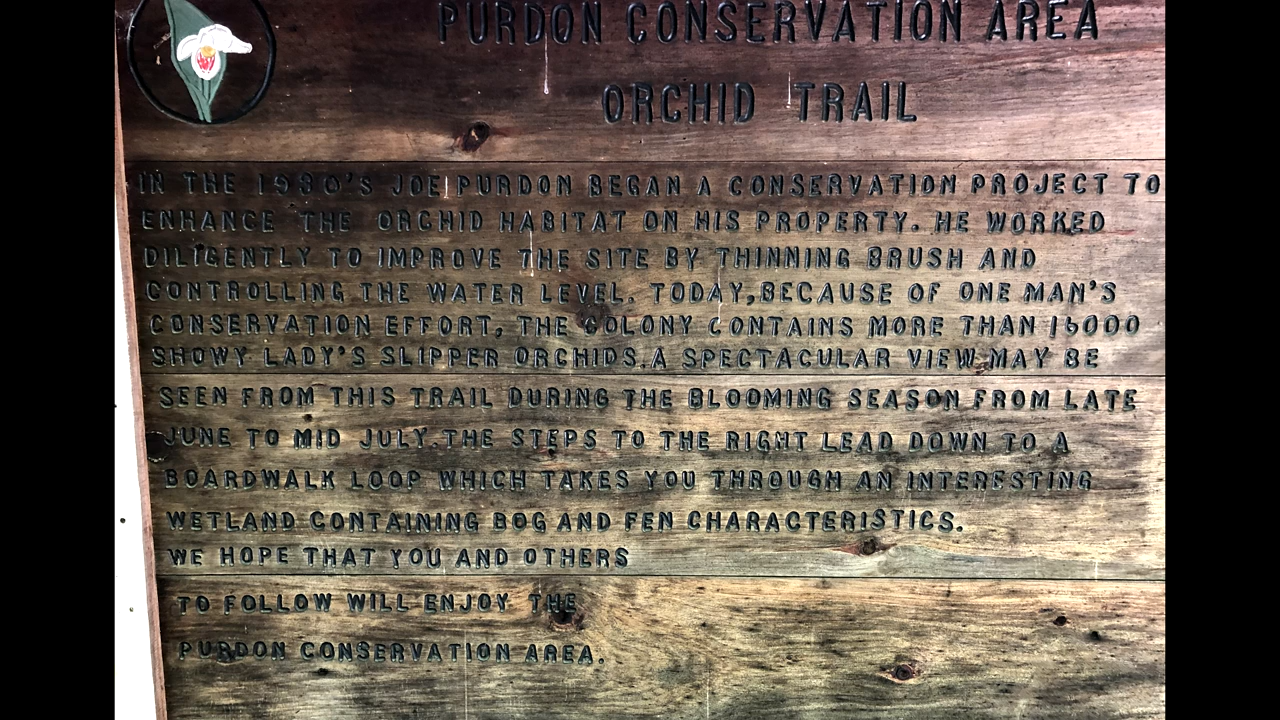 PURDON CONSERVATION AREA
ORCHID TRAIL
IN THE 1930'S JOE PURDON BEGAN A CONSERVATION PROJECT TO
ENHANCE THE ORCHID HABITAT ON HIS PROPERTY. HE WORKED
DILIGENTLY TO IMPROVE THE SITE BY THINNING BRUSH AND
CONTROLLING THE WATER LEVEL. TODAY, BECAUSE OF ONE MAN'S
CONSERVATION EFFORT, THE COLONY CONTAINS MORE THAN 16000
SHOWY LADY'S SLIPPER ORCHIDS. A SPECTACULAR VIEW MAY BE
SEEN FROM THIS TRAIL DURING THE BLOOMING SEASON FROM LATE
JUNE TO MID JULY. THE STEPS TO THE RIGHT LEAD DOWN TO A
BOARDWALK LOOP WHICH TAKES YOU THROUGH AN INTERESTING
WETLAND CONTAINING BOG AND FEN CHARACTERISTICS.
WE HOPE THAT YOU AND OTHERS
TO FOLLOW WILL ENJOY THE
PURDON CONSERVATION AREA.